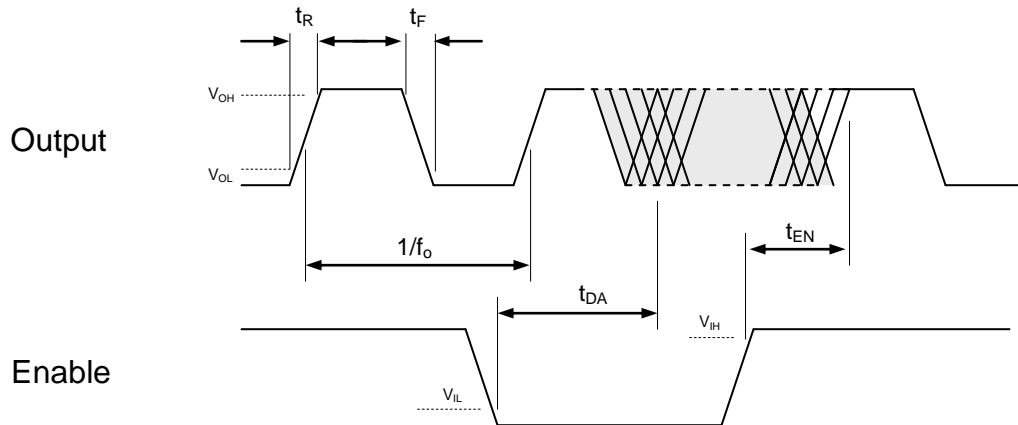 tR
tF
VOH
Output
VOL
1/fo
tEN
tDA
VIH
Enable
VIL